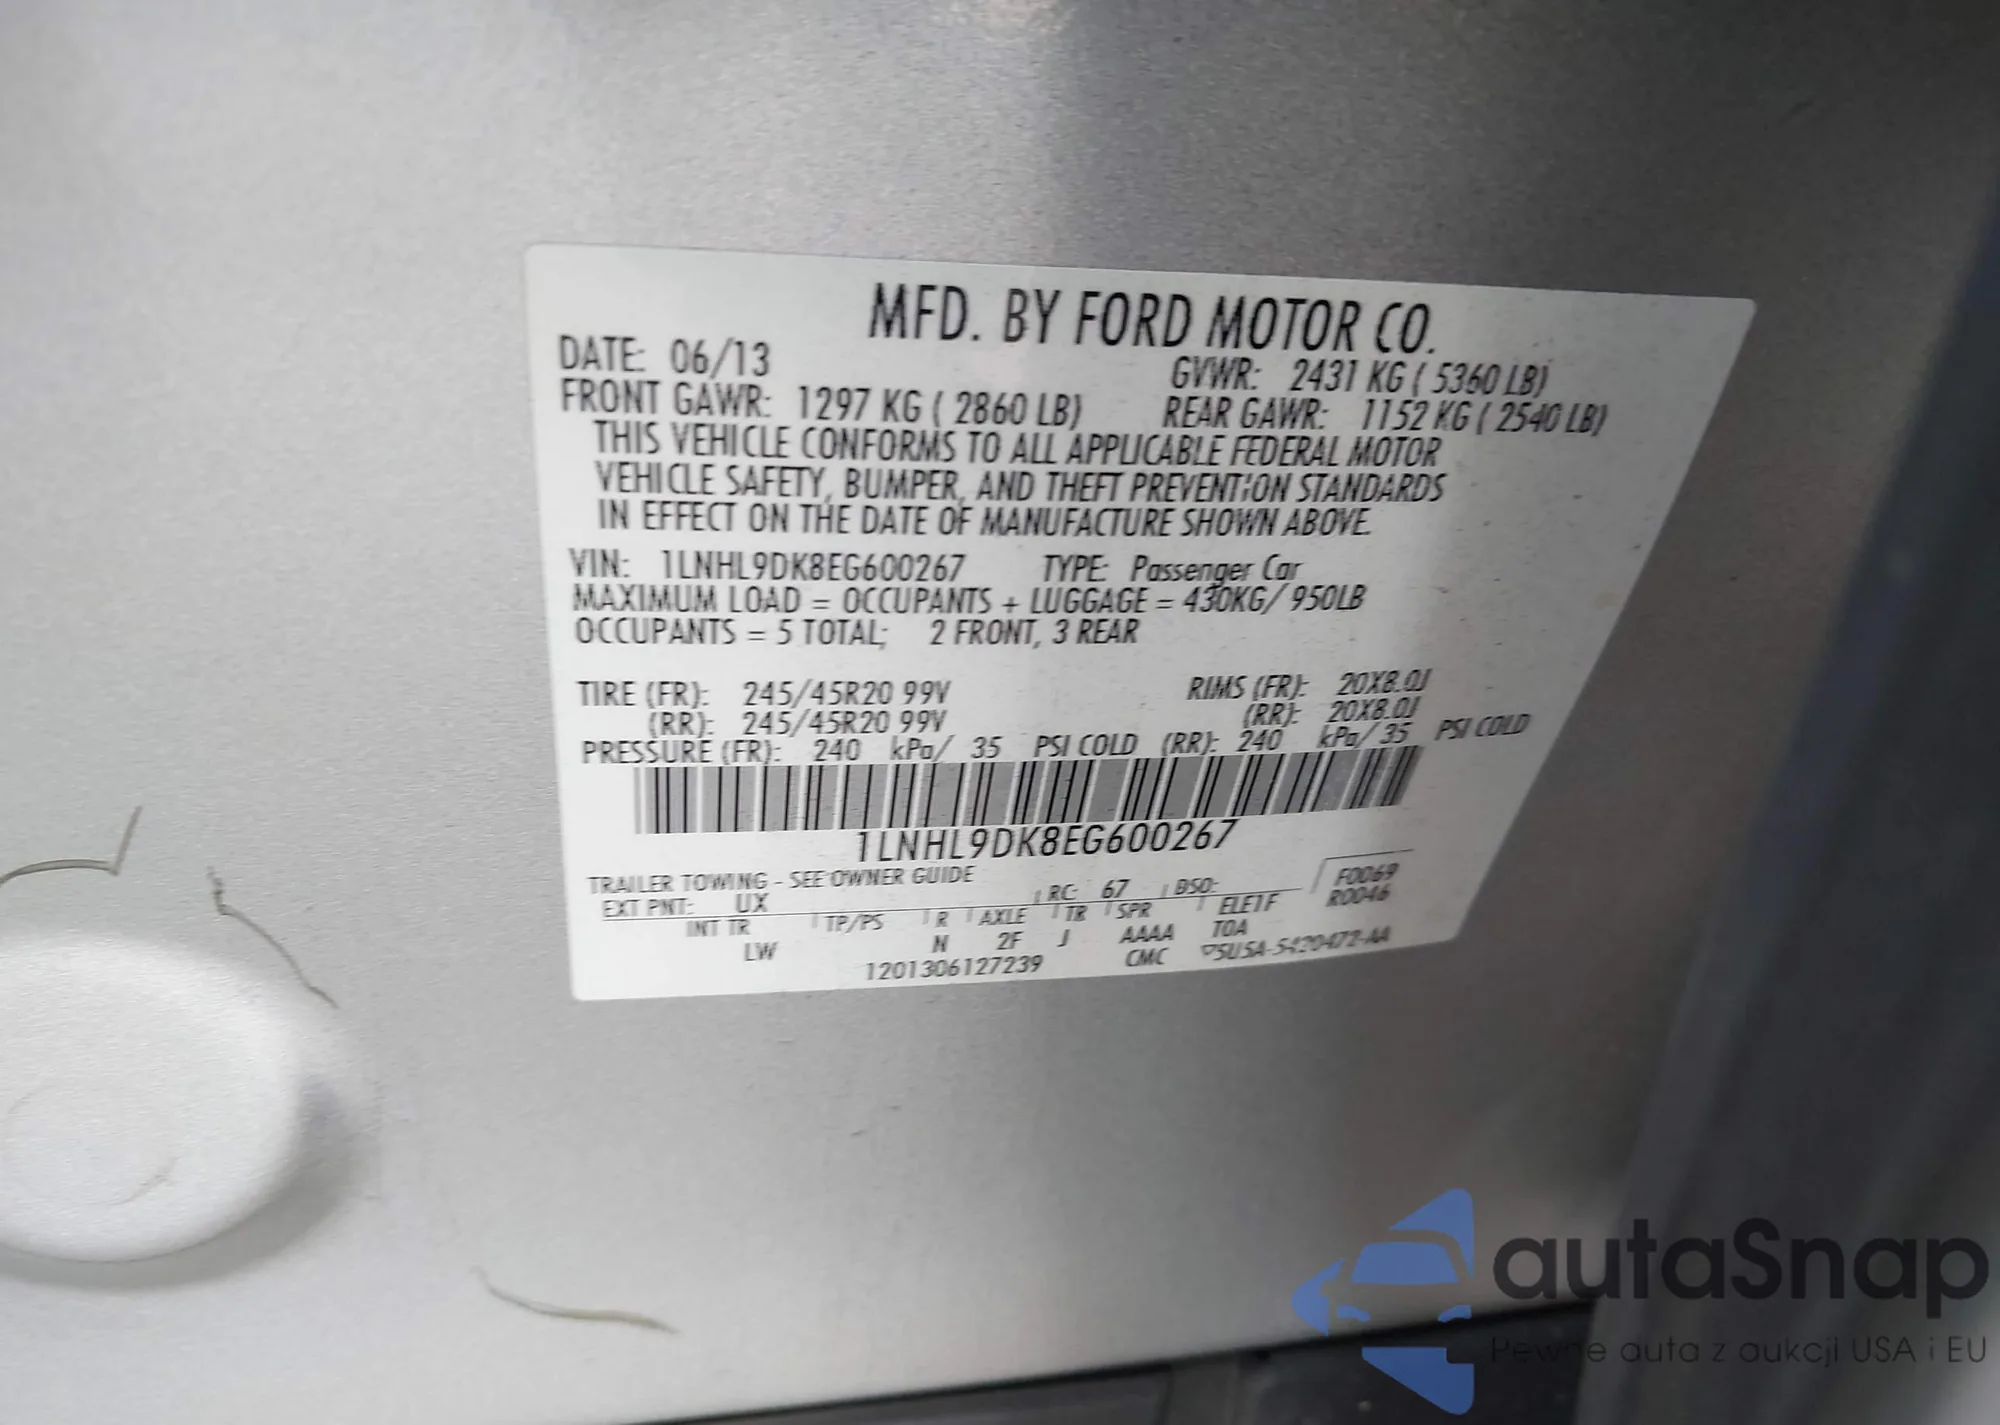 MFD. BY FORD MOTOR CO.
DATE: 06/13 GVWR: 2431 KG ( 5360 LB)
FRONT GAWR: 1297 KG ( 2860 LB) REAR GAWR: 1152 KG ( 2540 LB)
THIS VEHICLE CONFORMS TO ALL APPLICABLE FEDERAL MOTOR
VEHICLE SAFETY, BUMPER, AND THEFT PREVENTION STANDARDS
IN EFFECT ON THE DATE OF MANUFACTURE SHOWN ABOVE.
VIN: 1LNHL9DK8EG600267 TYPE: Passenger Car
MAXIMUM LOAD = OCCUPANTS + LUGGAGE = 430KG/ 950LB
OCCUPANTS = 5 TOTAL; 2 FRONT, 3 REAR
TIRE (FR): 245/45R20 99V RIMS (FR): 20X8.0J
(RR): 245/45R20 99V (RR): 20X8.0J
PRESSURE (FR): 240 kPa/ 35 PSI COLD (RR): 240 kPa/ 35 PSI COLD
1LNHL9DK8EG600267
TRAILER TOWING - SEE OWNER GUIDE F0069
EXT PNT: UX RC: 67 DSO: R0046
INT TR TP/PS R AXLE TR SPR ELE1F
LW N 2F J AAAA TOA
1201306127239 CMC 5U5A-5420472-AA
autaSnap
Pewne auta z aukcji USA i EU